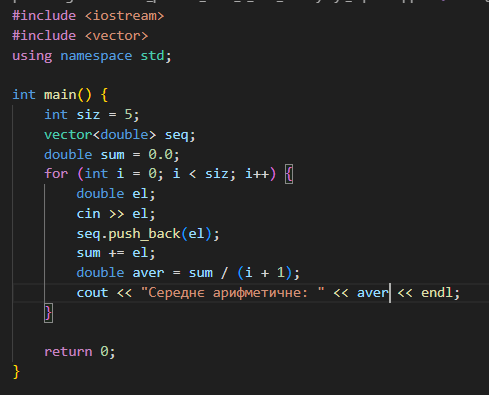 #include <iostream>
#include <vector>
using namespace std;
int main() {
int siz = 5;
vector<double> seq;
double sum = 0.0;
for (int i = 0; i < siz; i++) {
double el;
cin >> el;
seq.push_back(el);
sum += el;
double aver = sum / (i + 1);
cout << "Середнє арифметичне: " << aver << endl;
}
return 0;
}